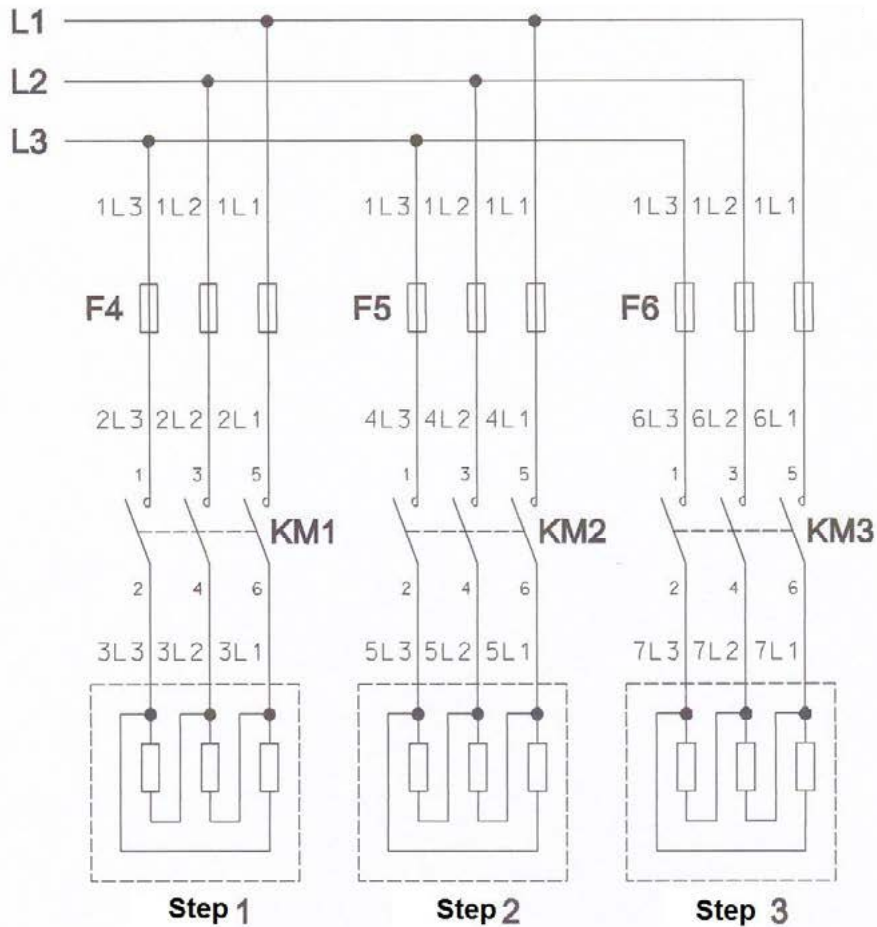 L1
L2
L3
1L3 1L2 1L1 1L3 1L2 1L1 1L3 1L2 1L1
F4 F5 F6
2L3 2L2 2L1 4L3 4L2 4L1 6L3 6L2 6L1
1 3 5 1 3 5 1 3 5
KM1 KM2 KM3
2 4 6 2 4 6 2 4 6
3L3 3L2 3L1 5L3 5L2 5L1 7L3 7L2 7L1
Step 1 Step 2 Step 3